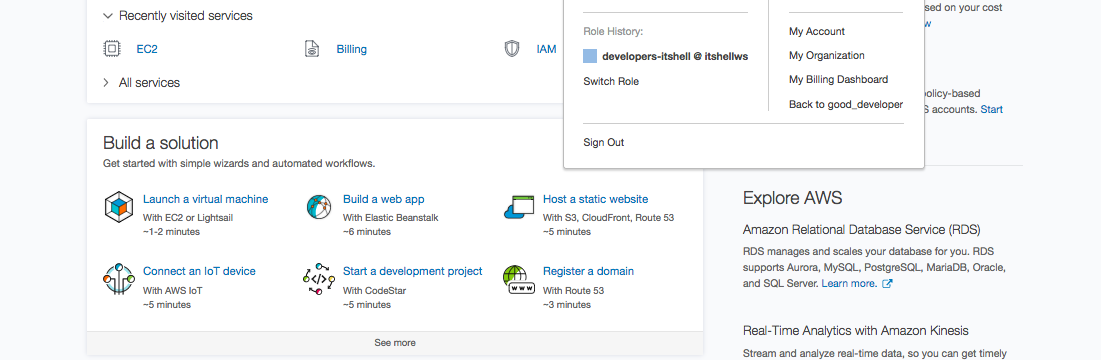 Recently visited services
EC2
Billing
IAM
All services
Role History:
developers-itshell @ itshellws
Switch Role
Sign Out
My Account
My Organization
My Billing Dashboard
Back to good_developer
sed on your cost
w
policy-based
S accounts. Start
Build a solution
Get started with simple wizards and automated workflows.
Launch a virtual machine
With EC2 or Lightsail
~1-2 minutes
Build a web app
With Elastic Beanstalk
~6 minutes
Host a static website
With S3, CloudFront, Route 53
~5 minutes
Connect an IoT device
With AWS IoT
~5 minutes
Start a development project
With CodeStar
~5 minutes
Register a domain
With Route 53
~3 minutes
See more
Explore AWS
Amazon Relational Database Service (RDS)
RDS manages and scales your database for you. RDS
supports Aurora, MySQL, PostgreSQL, MariaDB, Oracle,
and SQL Server. Learn more.
Real-Time Analytics with Amazon Kinesis
Stream and analyze real-time data, so you can get timely